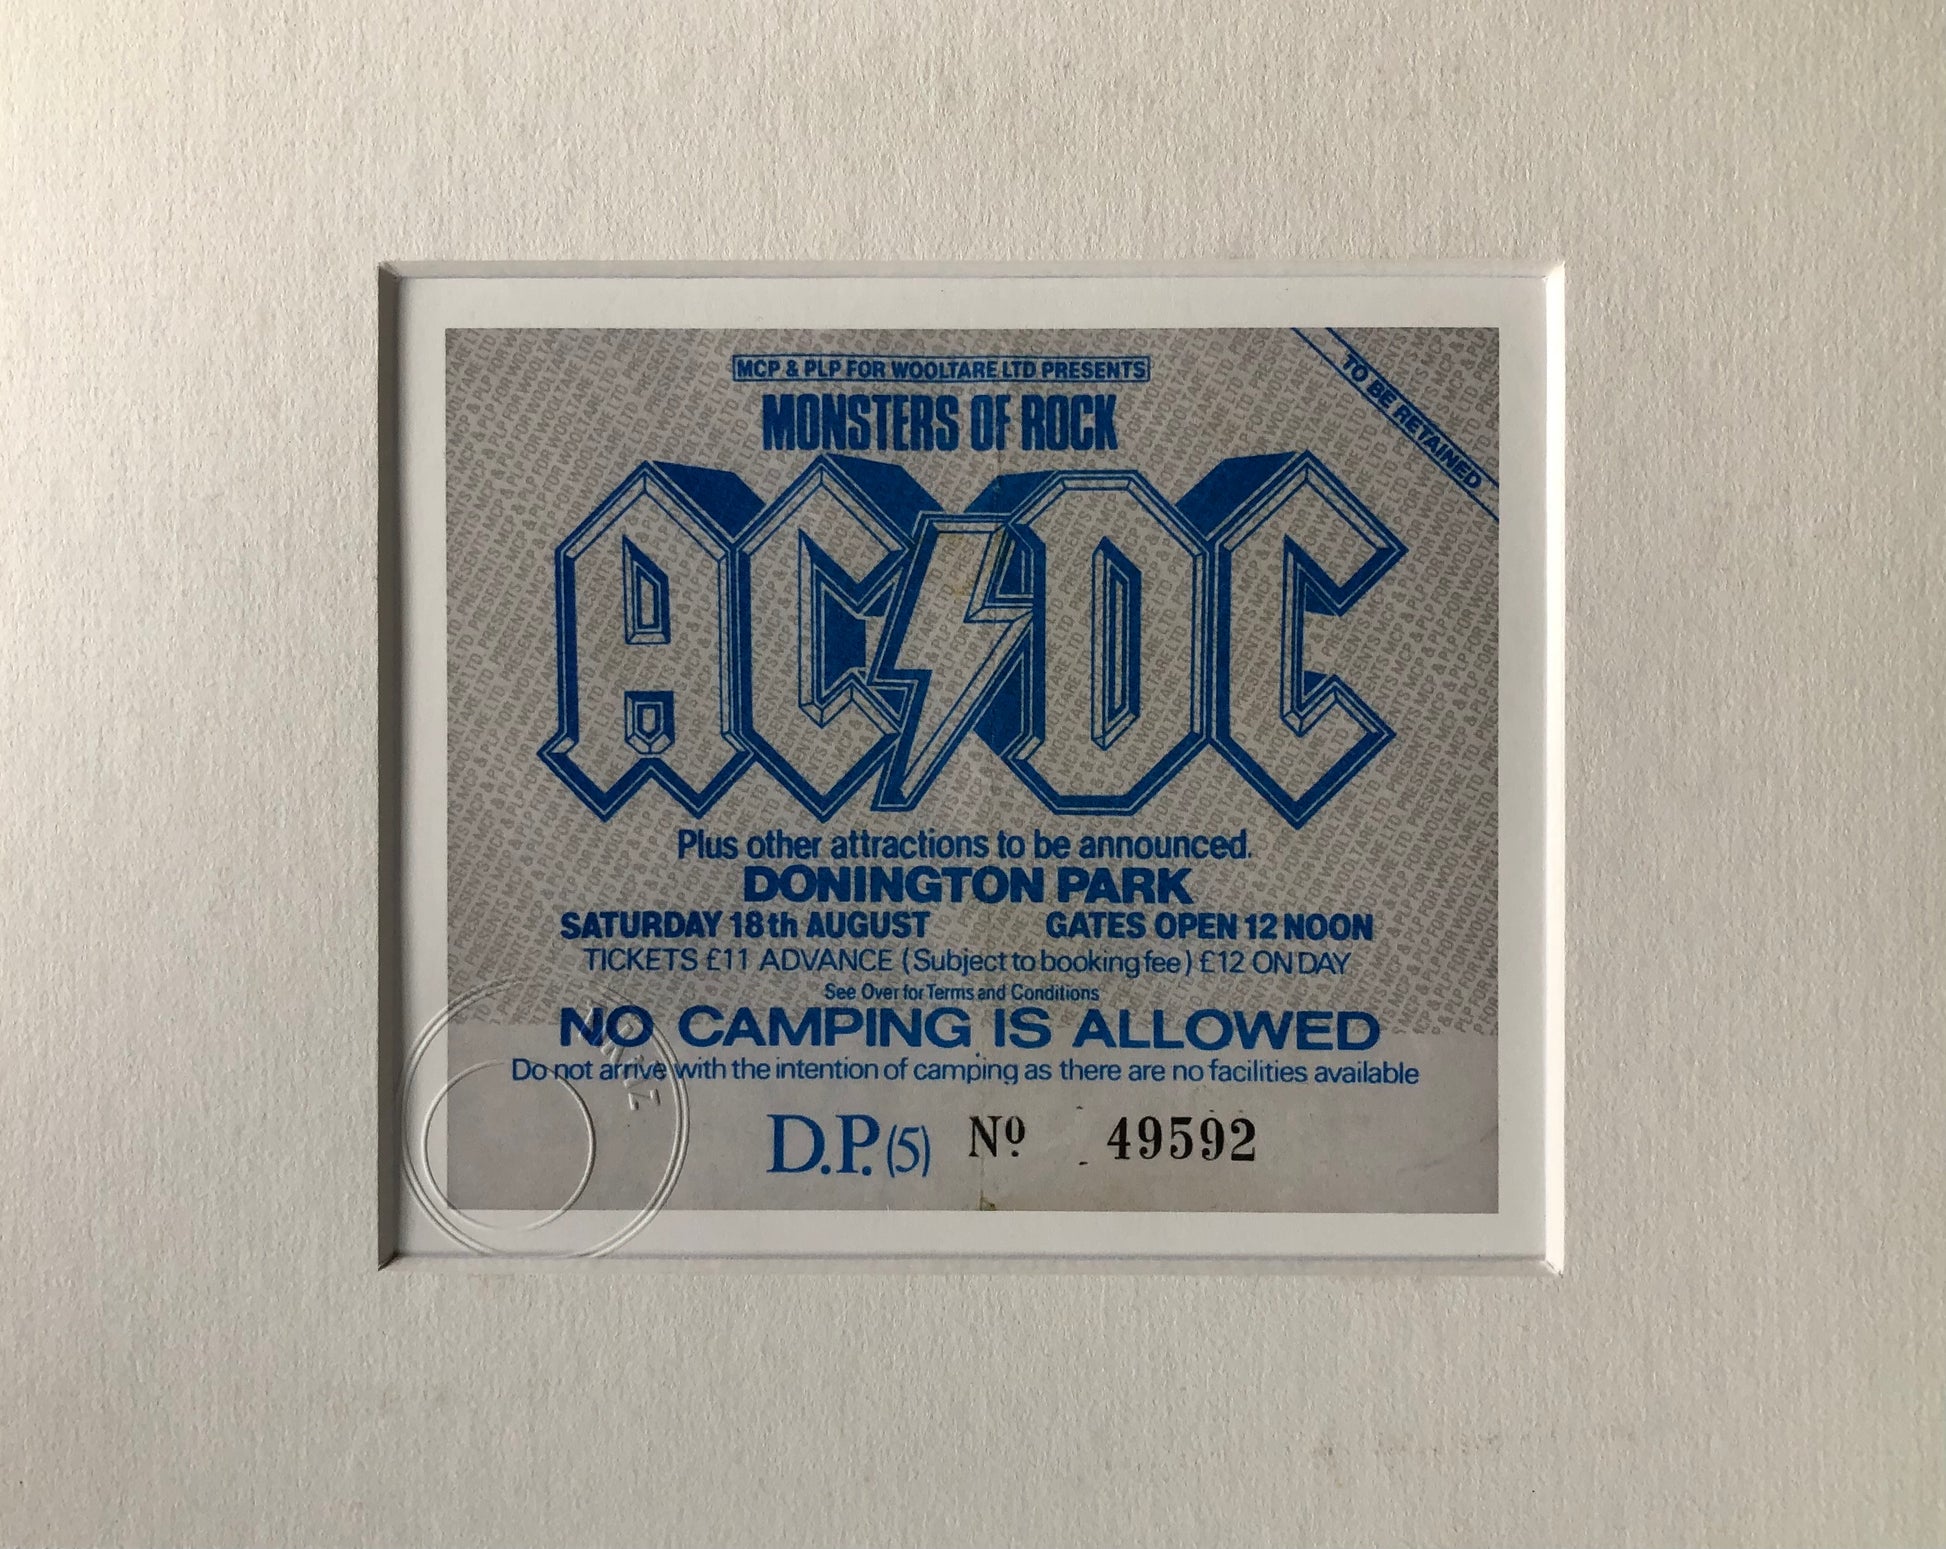 MCP & PLP FOR WOOLTARE LTD PRESENTS
MONSTERS OF ROCK
TO BE RETAINED
AC DC
Plus other attractions to be announced.
DONINGTON PARK
SATURDAY 18th AUGUST GATES OPEN 12 NOON
TICKETS £11 ADVANCE (Subject to booking fee) £12 ON DAY
See Over for Terms and Conditions
NO CAMPING IS ALLOWED
Do not arrive with the intention of camping as there are no facilities available
D.P. (5) Nº 49592